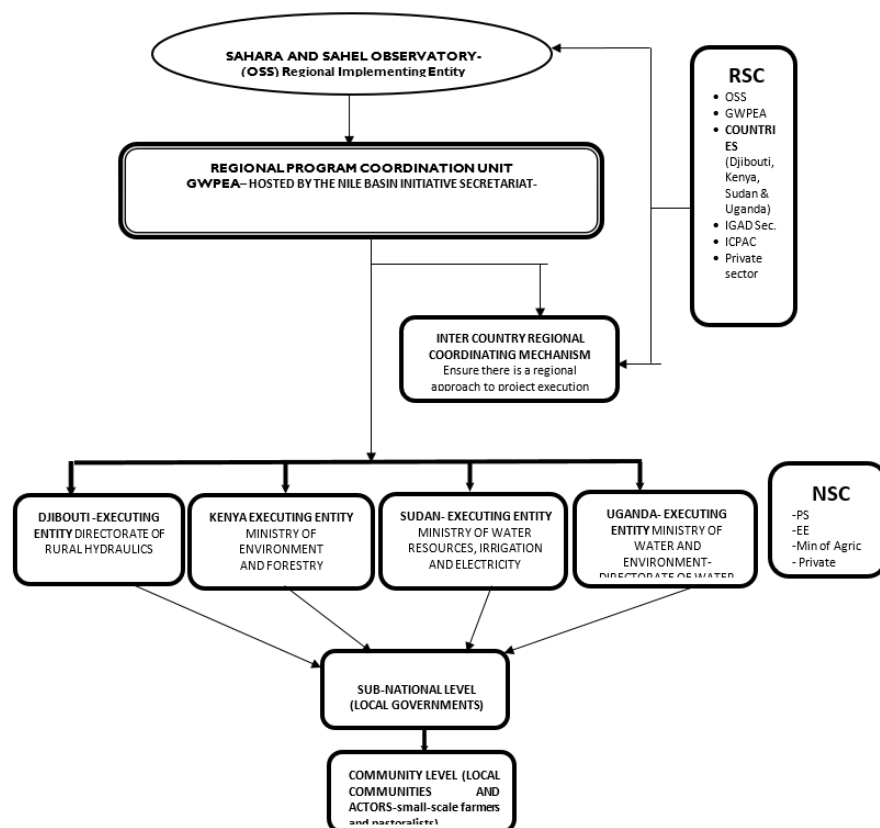 SAHARA AND SAHEL OBSERVATORY-
(OSS) Regional Implementing Entity
RSC
• OSS
• GWPEA
• COUNTRI
ES
(Djibouti,
Kenya,
Sudan &
Uganda)
• IGAD Sec.
• ICPAC
• Private
sector
REGIONAL PROGRAM COORDINATION UNIT
GWPEA– HOSTED BY THE NILE BASIN INITIATIVE SECRETARIAT-
INTER COUNTRY REGIONAL
COORDINATING MECHANISM
Ensure there is a regional
approach to project execution
DJIBOUTI -EXECUTING
ENTITY DIRECTORATE OF
RURAL HYDRAULICS
KENYA EXECUTING ENTITY
MINISTRY OF
ENVIRONMENT
AND FORESTRY
SUDAN- EXECUTING ENTITY
MINISTRY OF WATER
RESOURCES, IRRIGATION
AND ELECTRICITY
UGANDA- EXECUTING
ENTITY MINISTRY OF
WATER AND
ENVIRONMENT-
DIRECTORATE OF WATER
NSC
-PS
-EE
-Min of Agric
- Private
SUB-NATIONAL LEVEL
(LOCAL GOVERNMENTS)
COMMUNITY LEVEL (LOCAL
COMMUNITIES AND
ACTORS-small-scale farmers
and pastoralists)